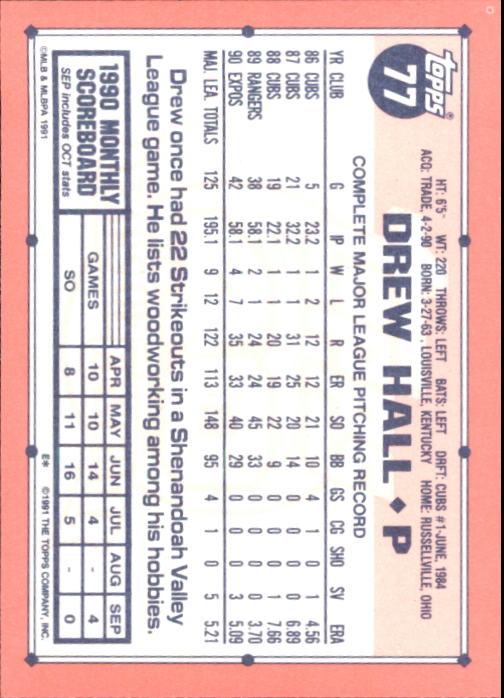 Topps®
77
HT: 6'5" WT: 220 THROWS: LEFT BATS: LEFT DRFT: CUBS #1-JUNE, 1984
ACQ: TRADE, 4-2-90 BORN: 3-27-63, LOUISVILLE, KENTUCKY HOME: RUSSELLVILLE, OHIO
DREW HALL ◆ P
COMPLETE MAJOR LEAGUE PITCHING RECORD
YR CLUB G IP W L R ER SO BB GS CG SHO SV ERA
86 CUBS 5 23.2 1 2 12 12 21 10 4 1 0 1 4.56
87 CUBS 21 32.2 1 1 31 25 20 14 0 0 0 0 6.89
88 CUBS 19 22.1 1 1 20 19 22 9 0 0 0 1 7.66
89 RANGERS 38 58.1 2 1 24 24 45 33 0 0 0 0 3.70
90 EXPOS 42 58.1 4 7 35 33 40 29 0 0 0 3 5.09
MAJ. LEA. TOTALS 125 195.1 9 12 122 113 148 95 4 1 0 5 5.21
Drew once had 22 Strikeouts in a Shenandoah Valley
League game. He lists woodworking among his hobbies.
1990 MONTHLY
SCOREBOARD
SEP includes OCT stats
APR MAY JUN JUL AUG SEP
GAMES 10 10 14 4 - 4
SO 8 11 16 5 - 0
©MLB & MLBPA 1991
E* ©1991 THE TOPPS COMPANY, INC.